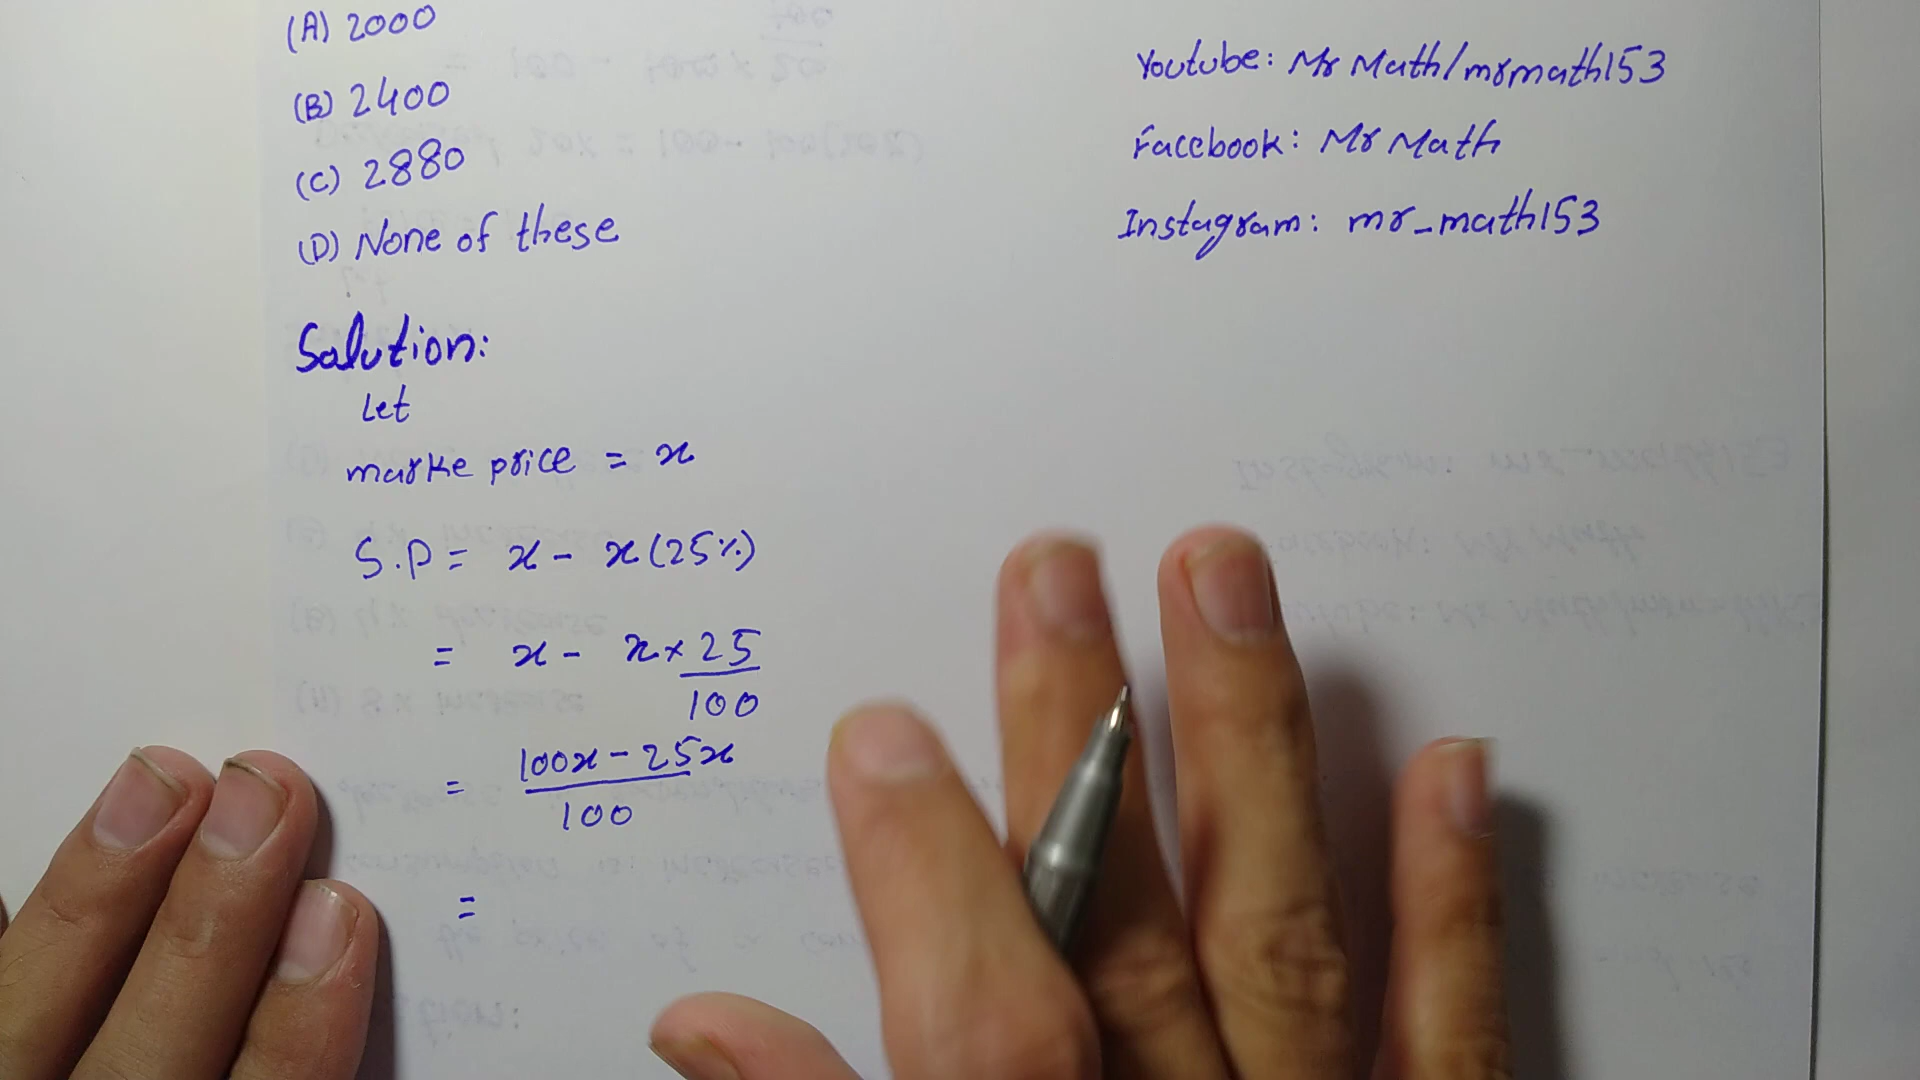 (A) 2000
(B) 2400
(C) 2880
(D) None of these
Youtube: Mr Math/mrmath153
Facebook: Mr Math
Instagram: mr_math153
Solution:
Let
marke price = x
S.P = x - x(25%)
= x - x × 25/100
= 100x - 25x/100
=